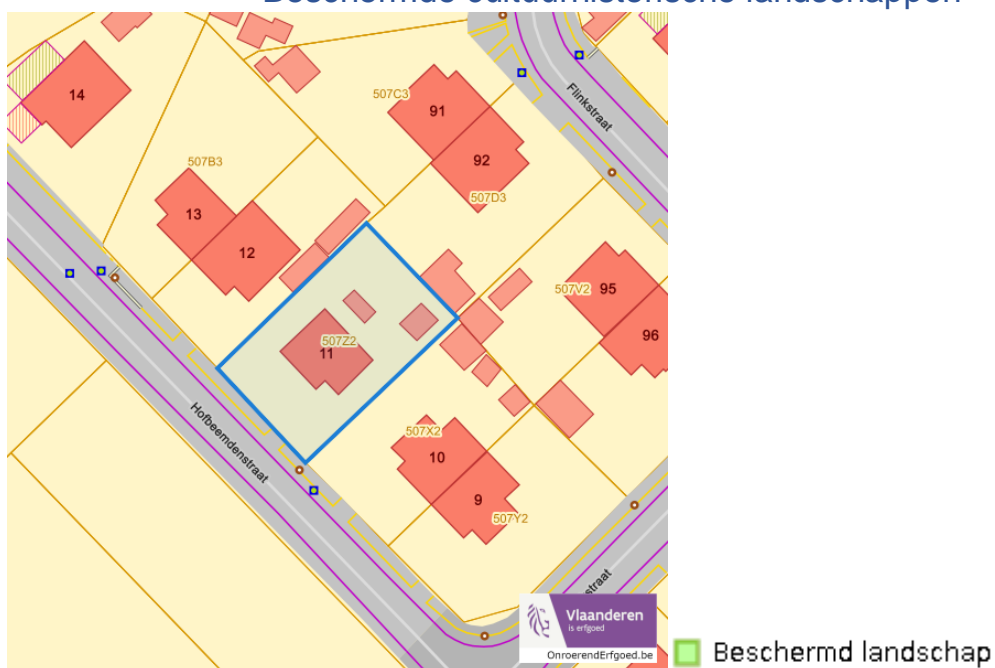 Beschermde cultuurhistorische landschappen
14
507C3
91
Flinkstraat
92
507B3
507D3
13
12
507V2
95
96
507Z2
11
Hofbeemdenstraat
507X2
10
9
507Y2
straat
Vlaanderen
is erfgoed
OnroerendErfgoed.be
Beschermd landschap